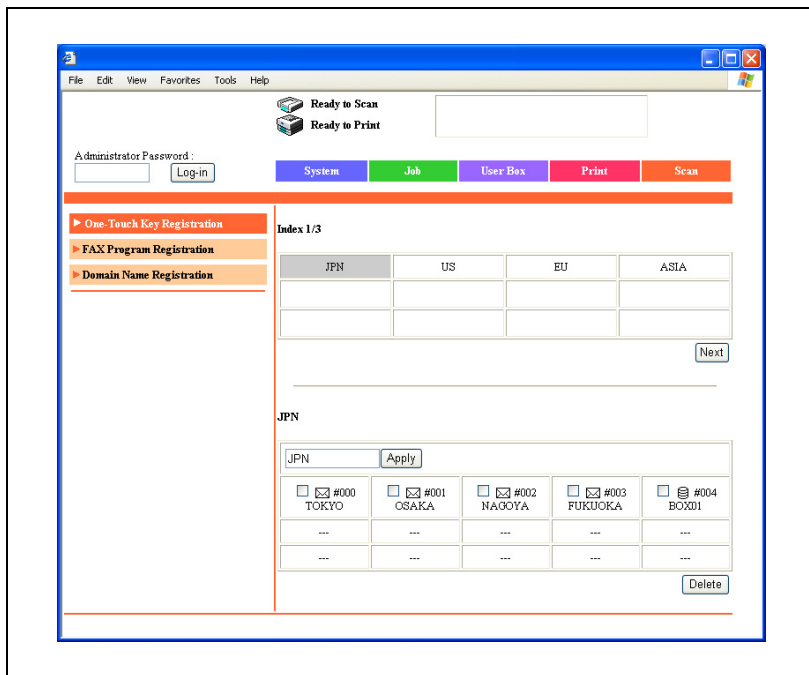 File Edit View Favorites Tools Help
Ready to Scan
Ready to Print
Administrator Password :
Log-in
System Job User Box Print Scan
One-Touch Key Registration
FAX Program Registration
Domain Name Registration
Index 1/3
JPN US EU ASIA
Next
JPN
JPN Apply
#000 #001 #002 #003 #004
TOKYO OSAKA NAGOYA FUKUOKA BOX01
--- --- --- --- ---
--- --- --- --- ---
Delete